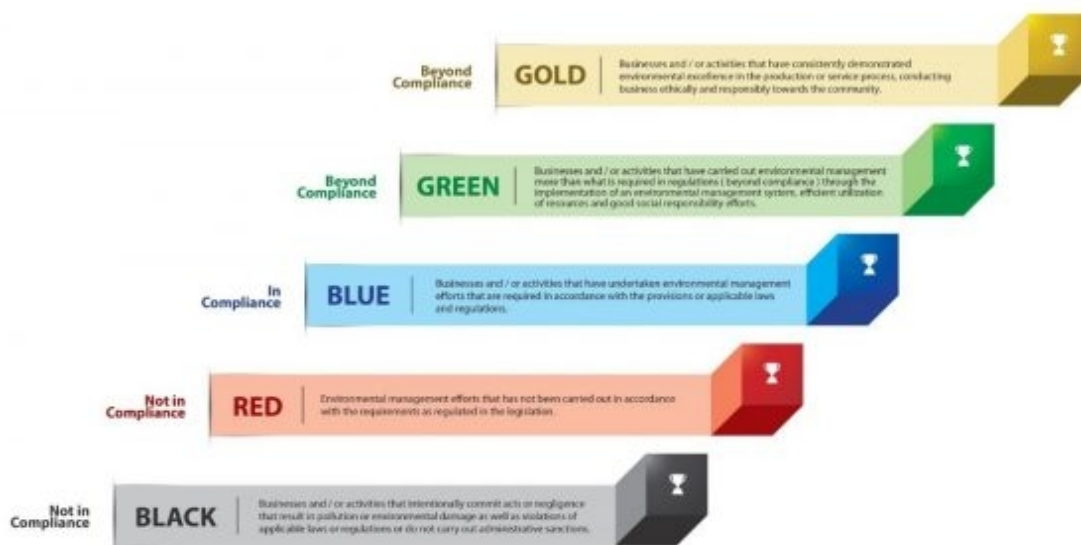 Beyond
Compliance
GOLD
Businesses and / or activities that have consistently demonstrated
environmental excellence in the production or service process, conducting
business ethically and responsibly towards the community.
Beyond
Compliance
GREEN
Businesses and / or activities that have carried out environmental management
more than what is required in regulations ( beyond compliance ) through the
implementation of an environmental management system, efficient utilization
of resources and good social responsibility efforts.
In
Compliance
BLUE
Businesses and / or activities that have undertaken environmental management
efforts that are required in accordance with the provisions or applicable laws
and regulations.
Not in
Compliance
RED
Environmental management efforts that has not been carried out in accordance
with the requirements as regulated in the legislation.
Not in
Compliance
BLACK
Businesses and / or activities that intentionally commit acts or negligence
that result in pollution or environmental damage as well as violations of
applicable laws or regulations or do not carry out administrative sanctions.